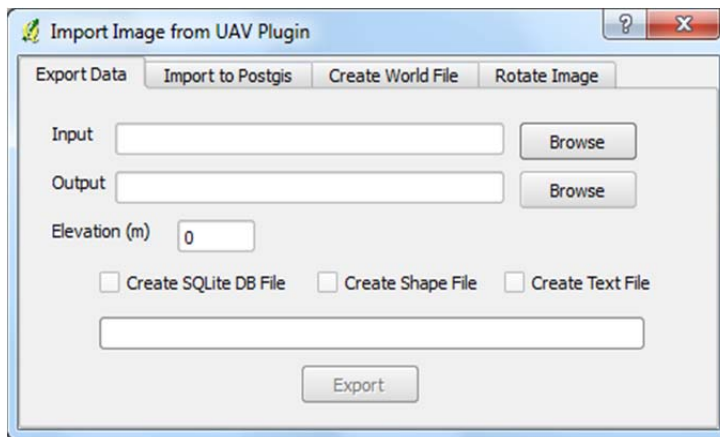 Import Image from UAV Plugin
?
X
Export Data Import to Postgis Create World File Rotate Image
Input Browse
Output Browse
Elevation (m) 0
Create SQLite DB File Create Shape File Create Text File
Export